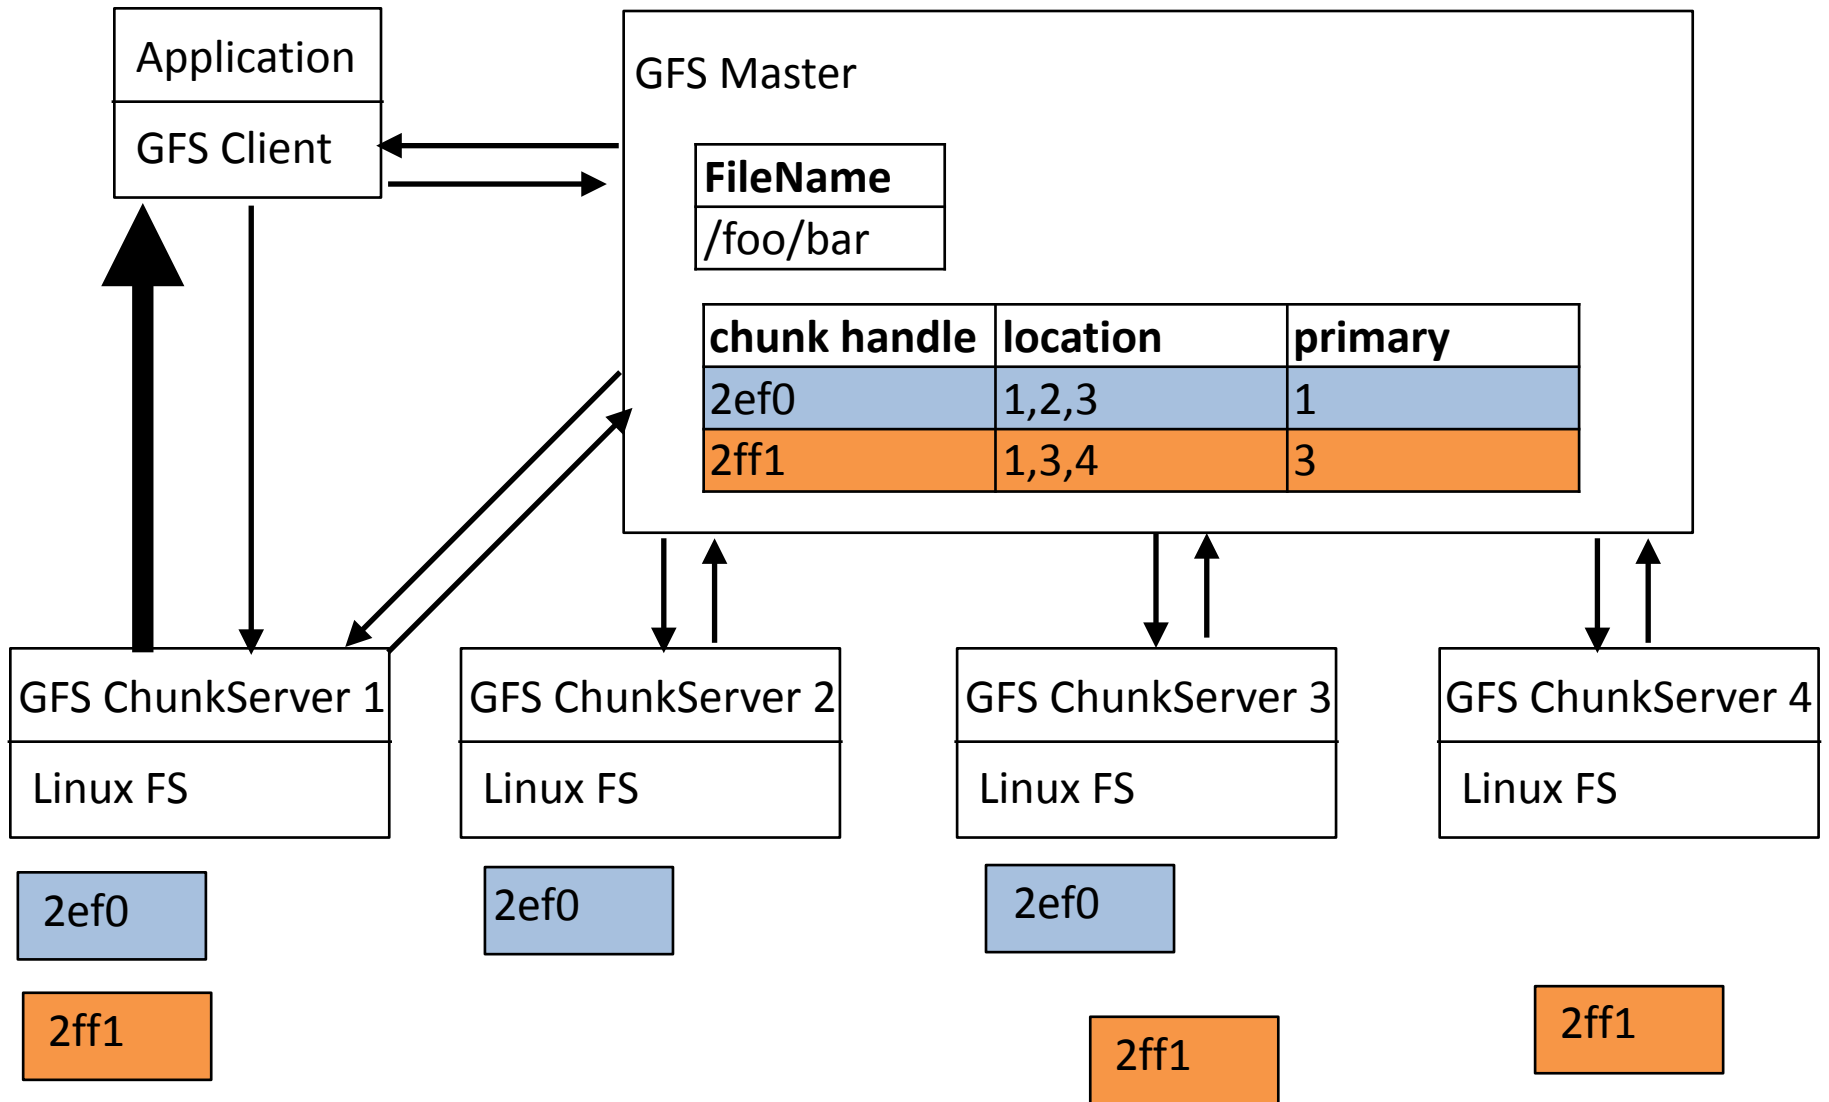 Application
GFS Client
GFS Master
FileName
/foo/bar
chunk handle location primary
2ef0 1,2,3 1
2ff1 1,3,4 3
GFS ChunkServer 1
Linux FS
GFS ChunkServer 2
Linux FS
GFS ChunkServer 3
Linux FS
GFS ChunkServer 4
Linux FS
2ef0
2ef0
2ef0
2ff1
2ff1
2ff1